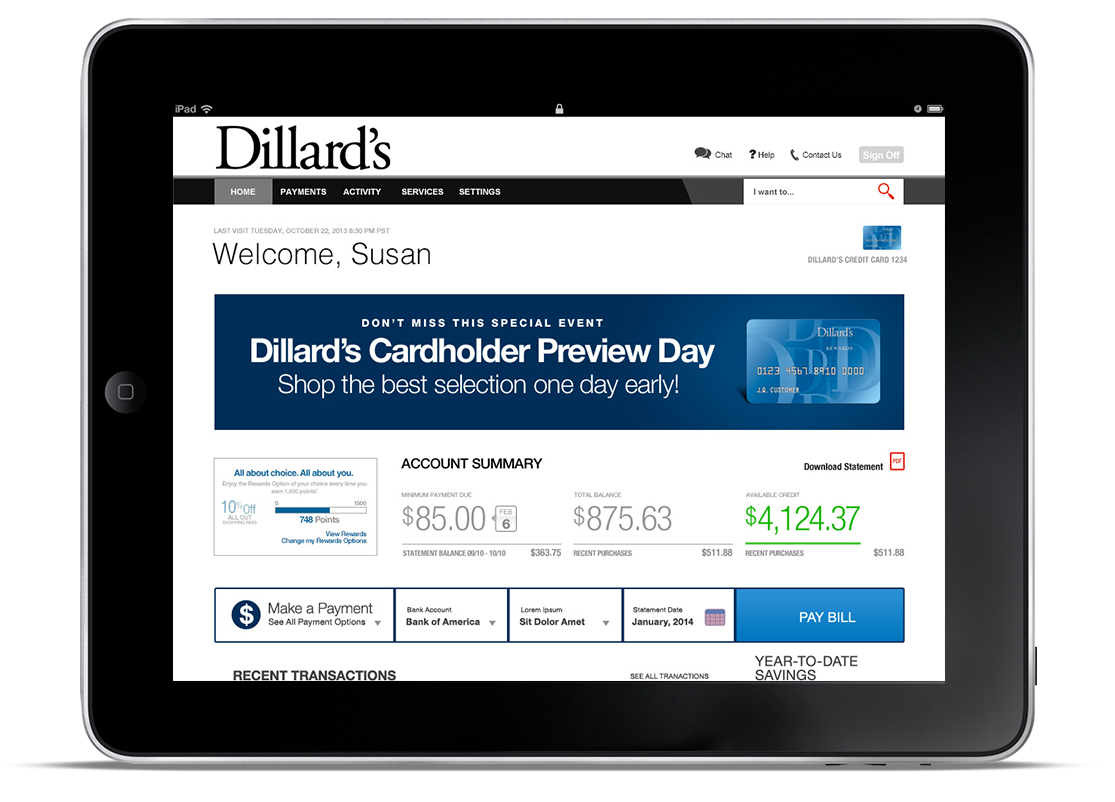 iPad
Dillard's
Chat
? Help
Contact Us
Sign Off
HOME
PAYMENTS
ACTIVITY
SERVICES
SETTINGS
I want to...
LAST VISIT TUESDAY, OCTOBER 22, 2013 8:30 PM PST
Welcome, Susan
DILLARD'S CREDIT CARD 1234
DON'T MISS THIS SPECIAL EVENT
Dillard's Cardholder Preview Day
Shop the best selection one day early!
Dillard's
REWARDS
0123 4567 8910 0000
J.Q. CUSTOMER
All about choice. All about you.
Enjoy the Rewards Option of your choice every time you
earn 1,500 points!
10% Off
ALL OUT
SHOPPING PASS
0
1500
748 Points
View Rewards
Change my Rewards Options
ACCOUNT SUMMARY
Download Statement
PDF
MINIMUM PAYMENT DUE
$85.00
FEB
6
STATEMENT BALANCE 09/10 - 10/10
$363.75
TOTAL BALANCE
$875.63
RECENT PURCHASES
$511.88
AVAILABLE CREDIT
$4,124.37
RECENT PURCHASES
$511.88
$
Make a Payment
See All Payment Options
Bank Account
Bank of America
Lorem Ipsum
Sit Dolor Amet
Statement Date
January, 2014
PAY BILL
RECENT TRANSACTIONS
SEE ALL TRANACTIONS
YEAR-TO-DATE
SAVINGS